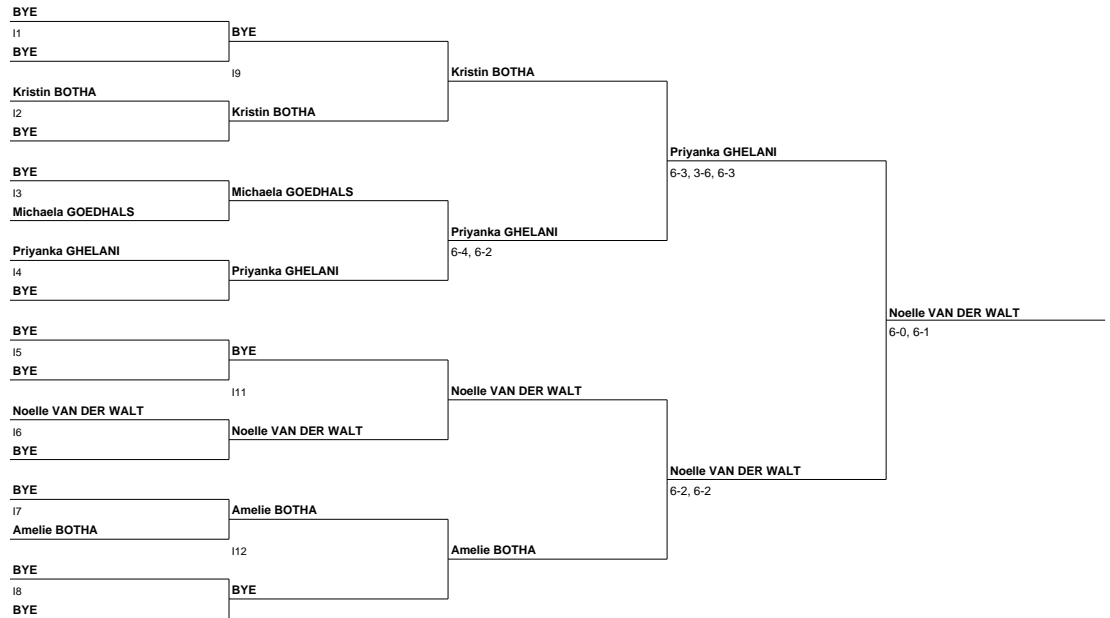 BYE
I1
BYE
BYE
I9
Kristin BOTHA
Kristin BOTHA
I2
Kristin BOTHA
BYE
Priyanka GHELANI
6-3, 3-6, 6-3
BYE
I3
Michaela GOEDHALS
Michaela GOEDHALS
Priyanka GHELANI
6-4, 6-2
Priyanka GHELANI
I4
Priyanka GHELANI
BYE
Noelle VAN DER WALT
6-0, 6-1
BYE
I5
BYE
BYE
I11
Noelle VAN DER WALT
Noelle VAN DER WALT
I6
Noelle VAN DER WALT
BYE
Noelle VAN DER WALT
6-2, 6-2
BYE
I7
Amelie BOTHA
Amelie BOTHA
I12
Amelie BOTHA
BYE
I8
BYE
BYE